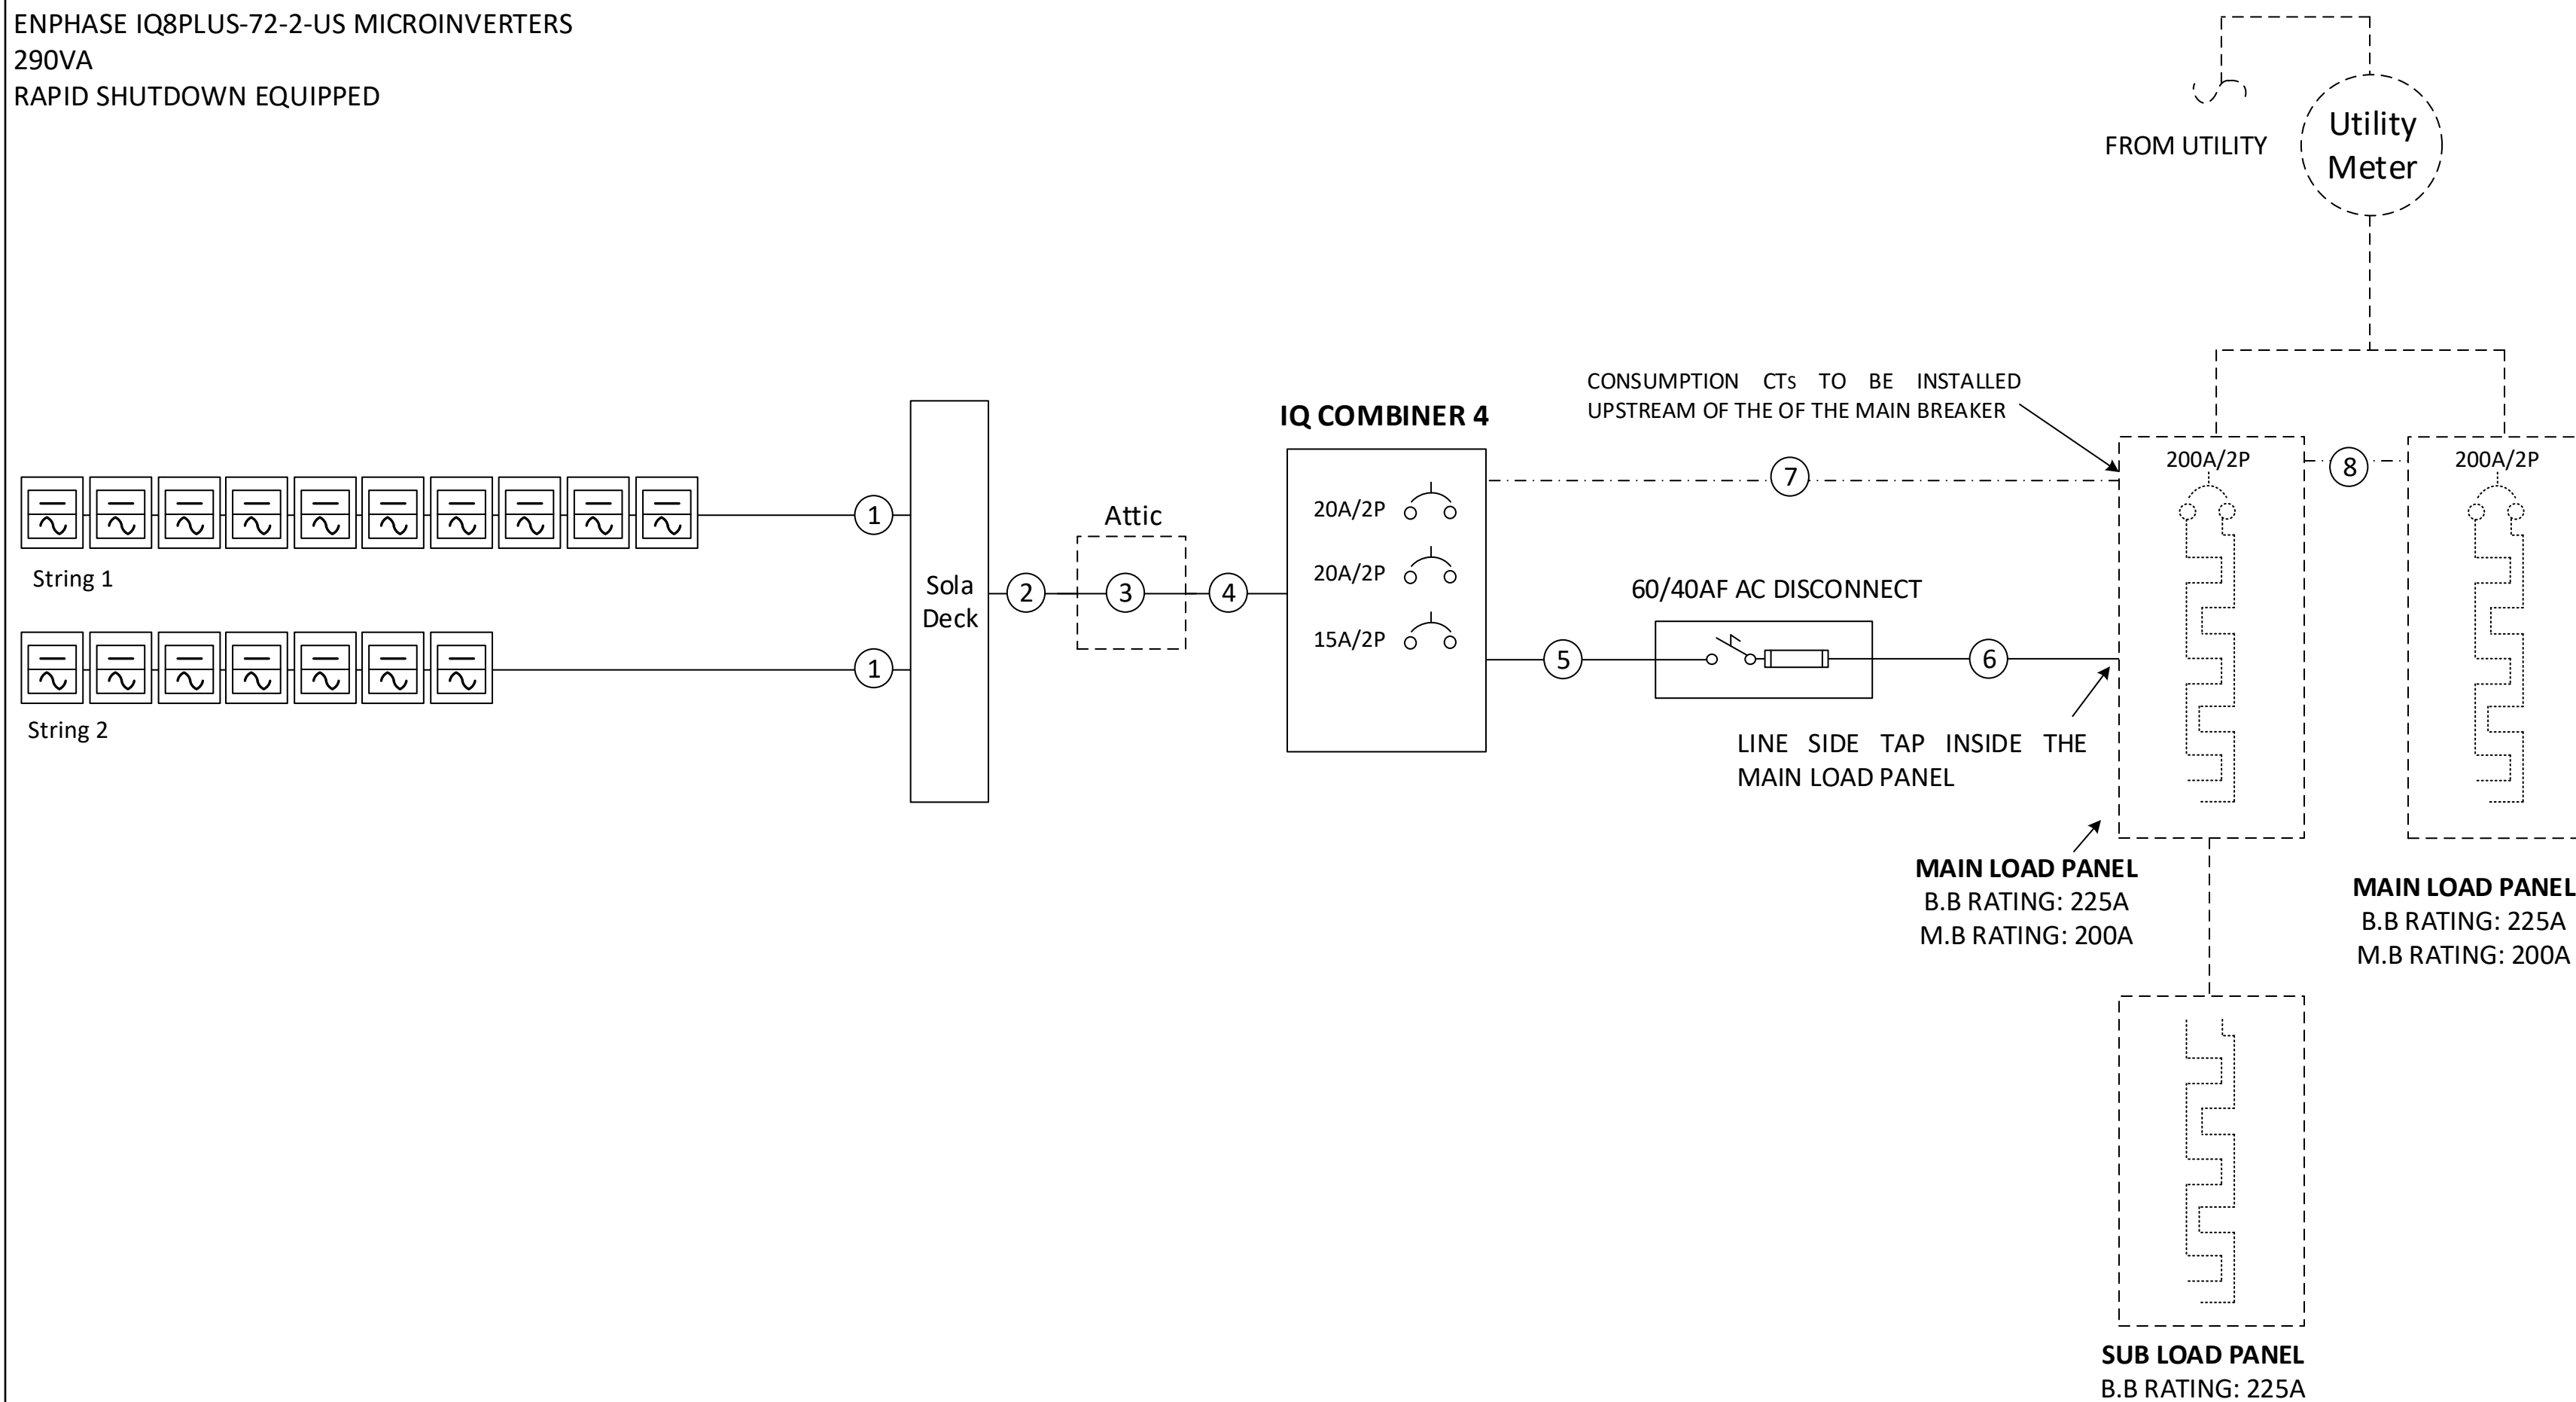 ENPHASE IQ8PLUS-72-2-US MICROINVERTERS
290VA
RAPID SHUTDOWN EQUIPPED
FROM UTILITY
Utility
Meter
CONSUMPTION CTs TO BE INSTALLED
UPSTREAM OF THE OF THE MAIN BREAKER
IQ COMBINER 4
7
200A/2P
8
200A/2P
20A/2P
20A/2P
15A/2P
1
String 1
1
String 2
Sola
Deck
2
Attic
3
4
60/40AF AC DISCONNECT
5
6
LINE SIDE TAP INSIDE THE
MAIN LOAD PANEL
MAIN LOAD PANEL
B.B RATING: 225A
M.B RATING: 200A
MAIN LOAD PANEL
B.B RATING: 225A
M.B RATING: 200A
SUB LOAD PANEL
B.B RATING: 225A